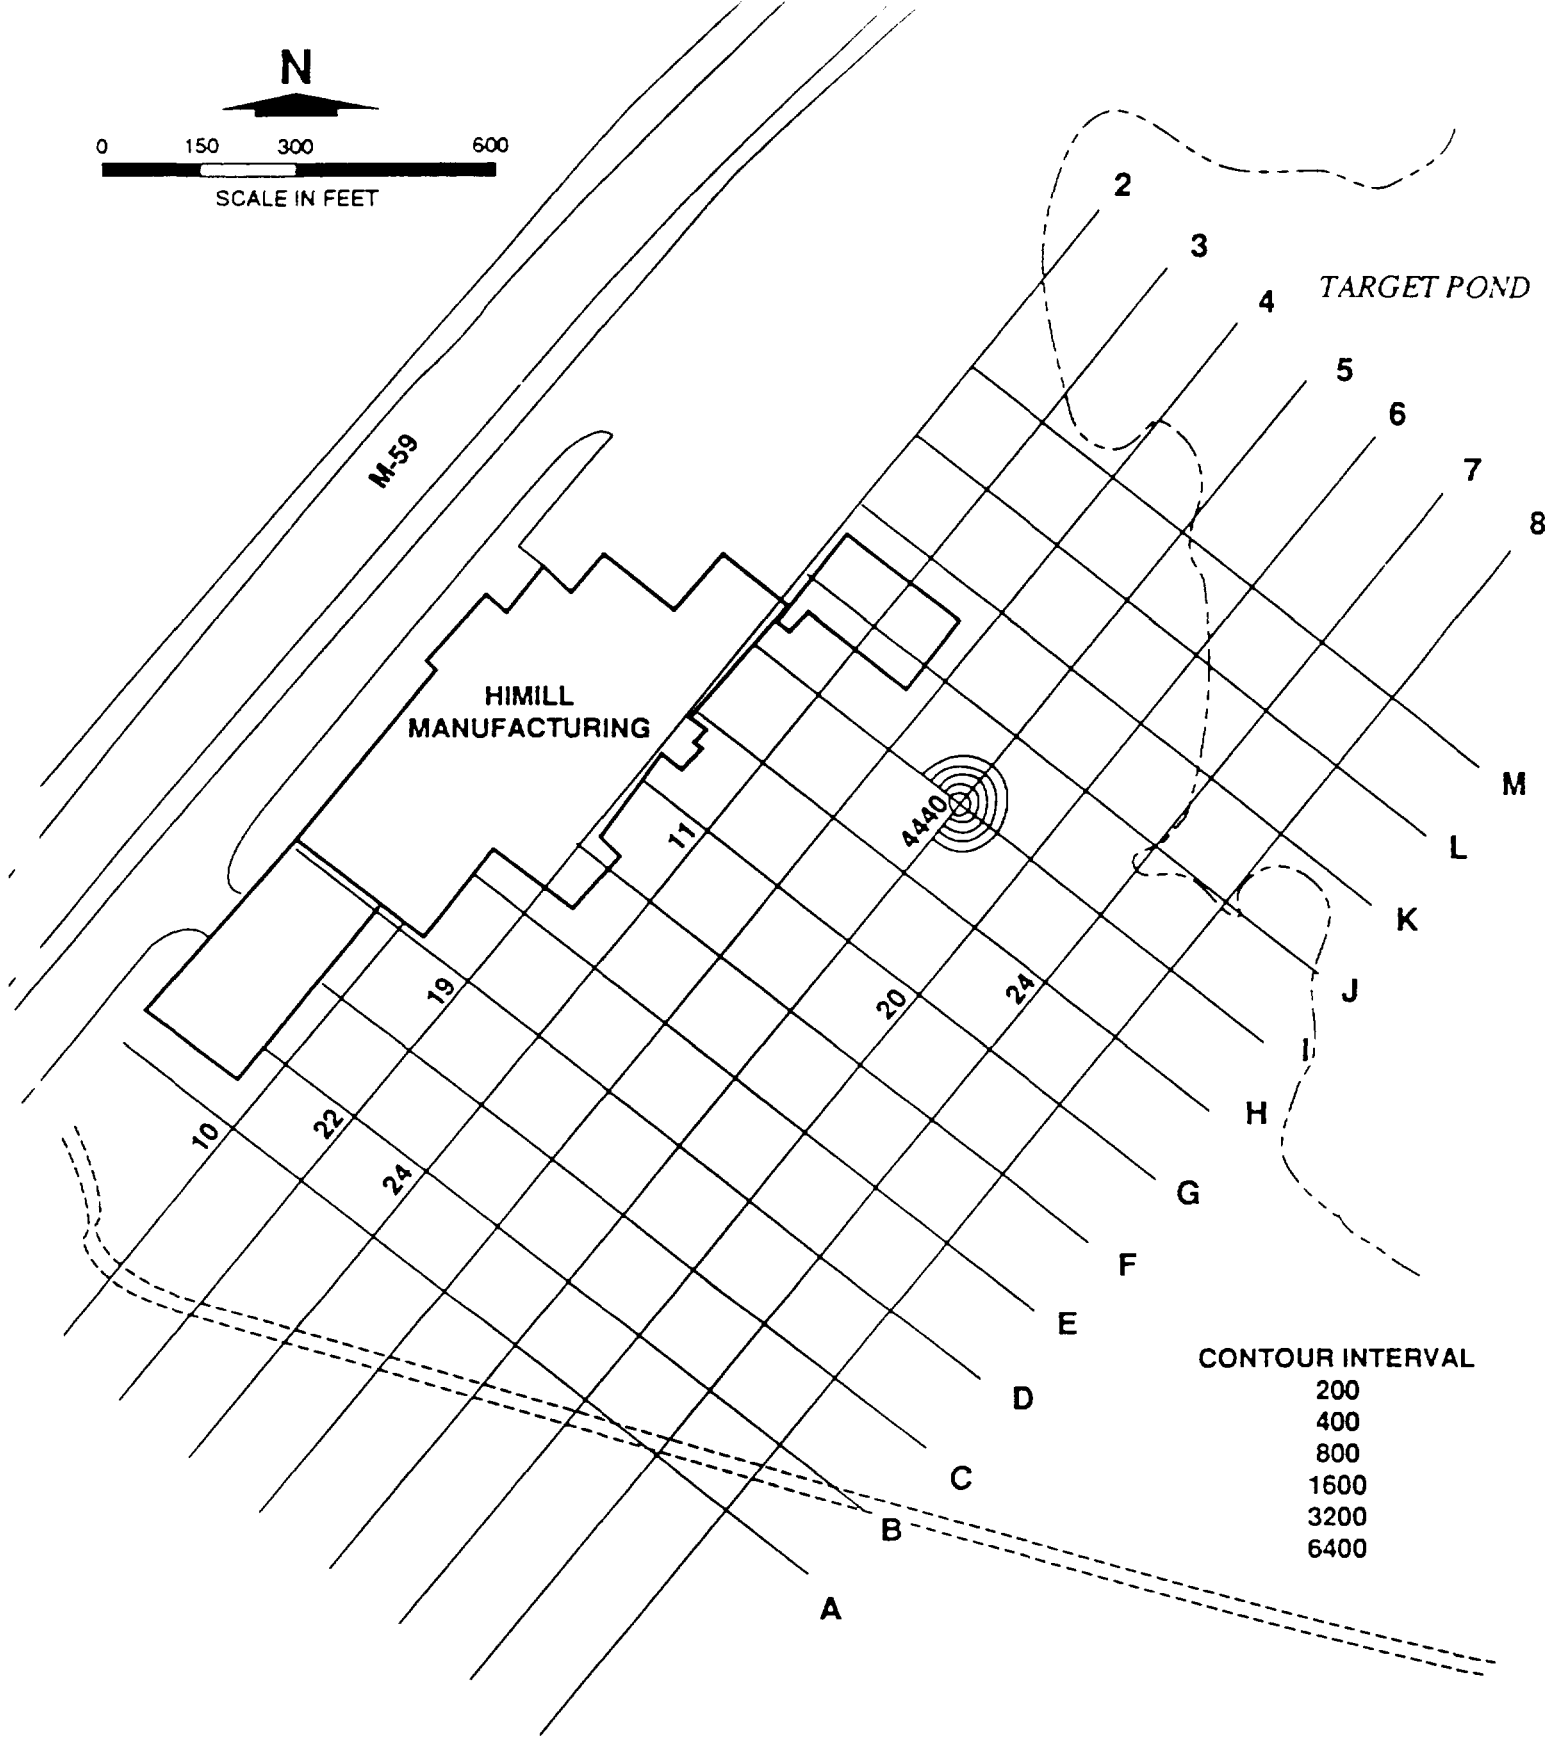 N
0 150 300 600
SCALE IN FEET
2
3
TARGET POND
4
5
6
M-59
7
8
HIMILL
MANUFACTURING
M
4440
11
L
K
19
20
24
J
I
22
10
H
24
G
F
E
CONTOUR INTERVAL
200
D
400
800
C
1600
3200
B
6400
A